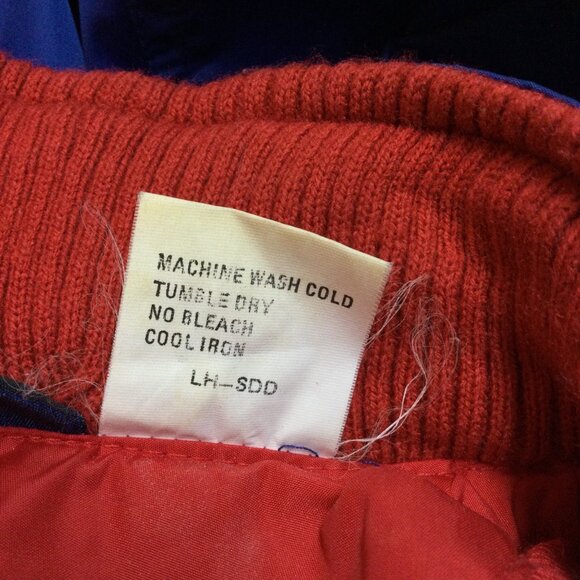 MACHINE WASH COLD
TUMBLE DRY
NO BLEACH
COOL IRON
LH-SDD